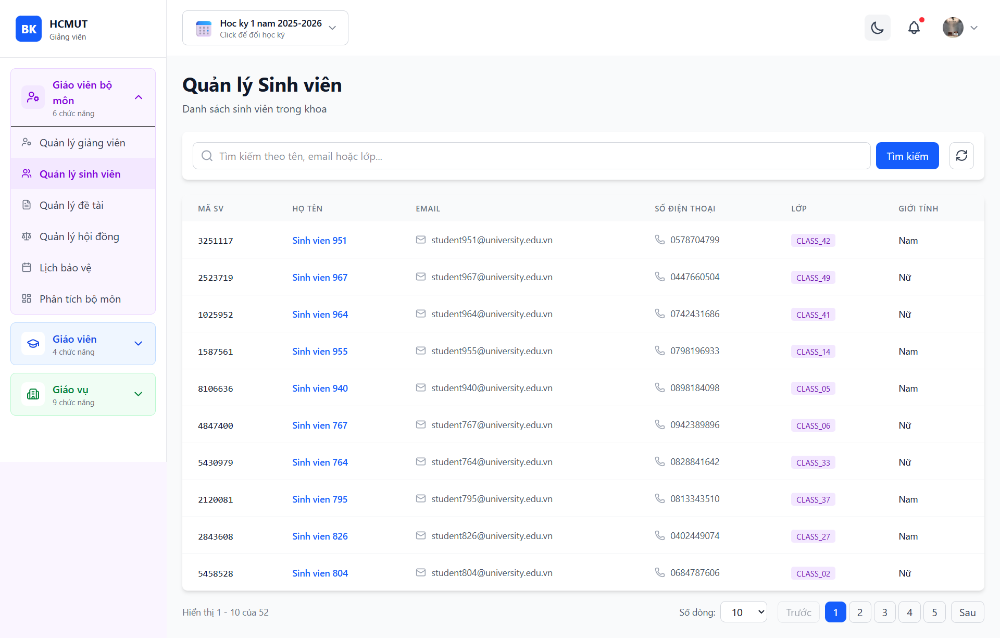 BK
HCMUT
Giảng viên
Hoc ky 1 nam 2025-2026
Click để đổi học kỳ
Giáo viên bộ
môn
6 chức năng
Quản lý giảng viên
Quản lý sinh viên
Quản lý đề tài
Quản lý hội đồng
Lịch bảo vệ
Phân tích bộ môn
Giáo viên
4 chức năng
Giáo vụ
9 chức năng
Quản lý Sinh viên
Danh sách sinh viên trong khoa
Tìm kiếm theo tên, email hoặc lớp...
Tìm kiếm
MÃ SV HỌ TÊN EMAIL SỐ ĐIỆN THOẠI LỚP GIỚI TÍNH
3251117 Sinh vien 951 student951@university.edu.vn 0578704799 CLASS_42 Nam
2523719 Sinh vien 967 student967@university.edu.vn 0447660504 CLASS_49 Nữ
1025952 Sinh vien 964 student964@university.edu.vn 0742431686 CLASS_41 Nữ
1587561 Sinh vien 955 student955@university.edu.vn 0798196933 CLASS_14 Nam
8106636 Sinh vien 940 student940@university.edu.vn 0898184098 CLASS_05 Nam
4847400 Sinh vien 767 student767@university.edu.vn 0942389896 CLASS_06 Nữ
5430979 Sinh vien 764 student764@university.edu.vn 0828841642 CLASS_33 Nữ
2120081 Sinh vien 795 student795@university.edu.vn 0813343510 CLASS_37 Nam
2843608 Sinh vien 826 student826@university.edu.vn 0402449074 CLASS_27 Nam
5458528 Sinh vien 804 student804@university.edu.vn 0684787606 CLASS_02 Nữ
Hiển thị 1 - 10 của 52
Số dòng: 10 Trước 1 2 3 4 5 Sau